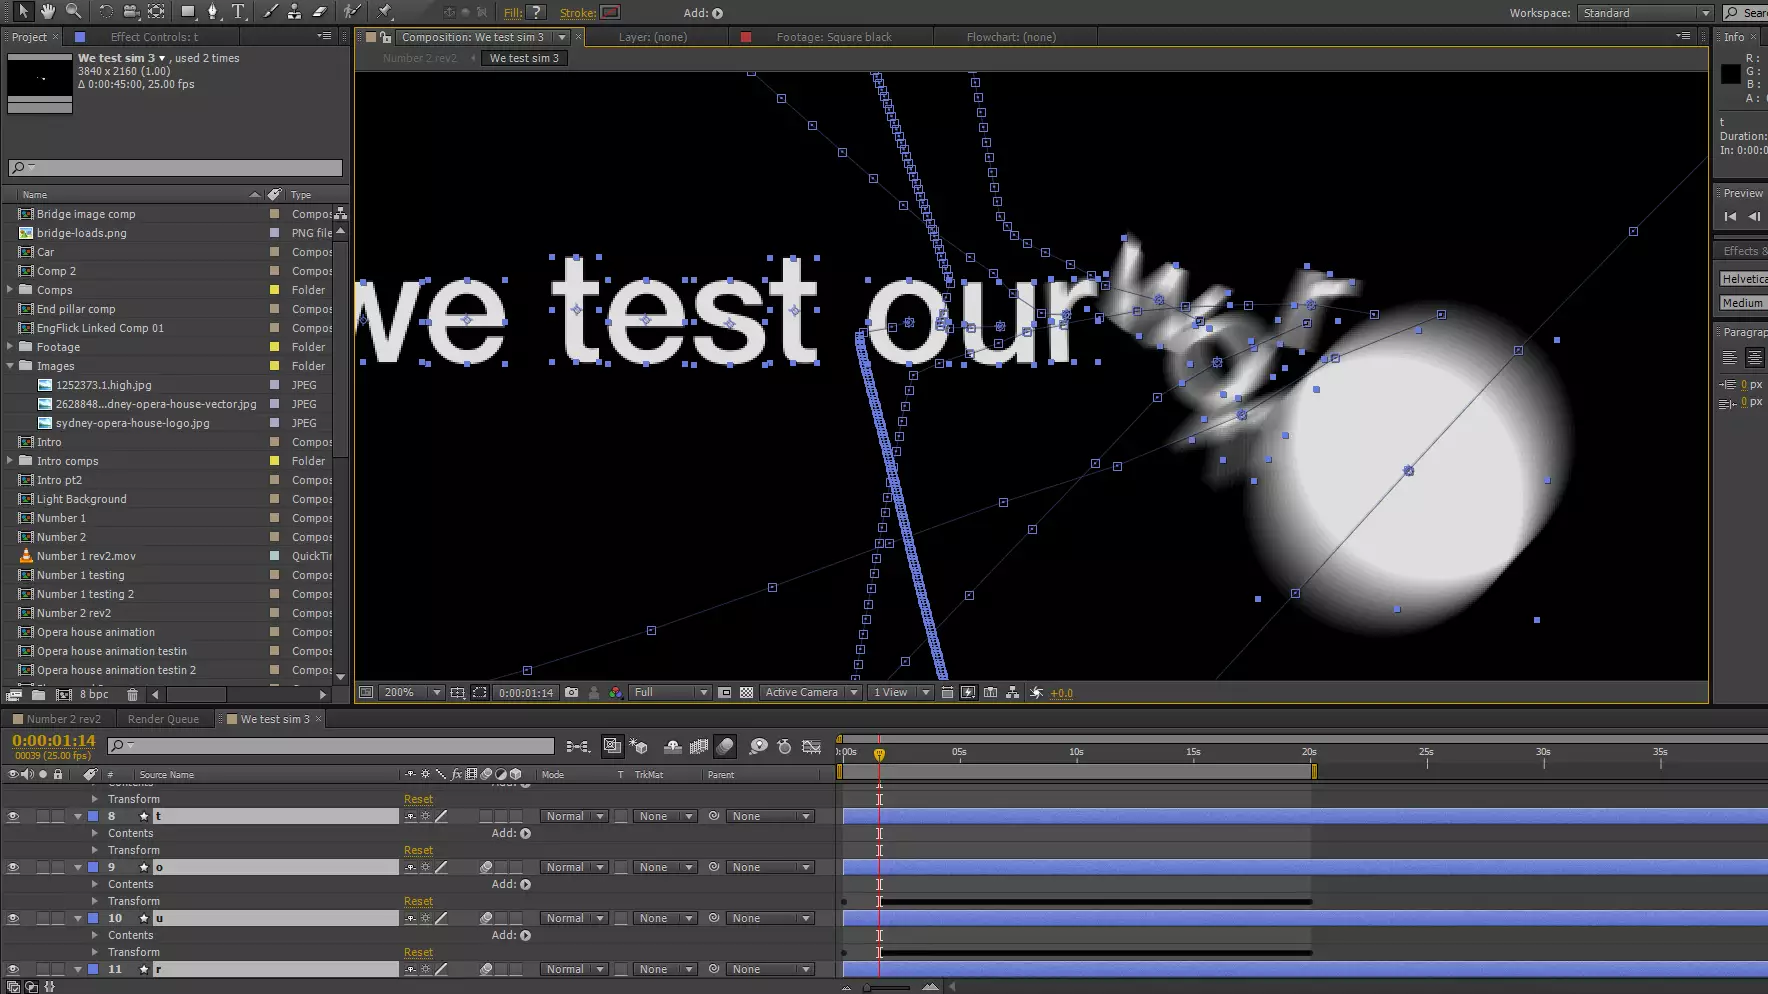 Fill: ?
Stroke:
Add:
Workspace: Standard
Sear
Project ×
Effect Controls: t
Composition: We test sim 3
Layer: (none)
Footage: Square black
Flowchart: (none)
Info ×
We test sim 3 ▾, used 2 times
3840 x 2160 (1.00)
Δ 0:00:45:00, 25.00 fps
Number 2 rev2
We test sim 3
R :
G :
B :
A :
t
Duration:
In: 0:00:0
Preview
Effects &
Helvetica
Medium
Paragrap
0 px
0 px
Name
Type
Bridge image comp
Compos
bridge-loads.png
PNG file
Car
Compos
Comp 2
Compos
Comps
Folder
End pillar comp
Compos
EngFlick Linked Comp 01
Compos
Footage
Folder
Images
Folder
1252373.1.high.jpg
JPEG
2628848...dney-opera-house-vector.jpg
JPEG
sydney-opera-house-logo.jpg
JPEG
Intro
Compos
Intro comps
Folder
Intro pt2
Compos
Light Background
Compos
Number 1
Compos
Number 2
Compos
Number 1 rev2.mov
QuickTir
Number 1 testing
Compos
Number 1 testing 2
Compos
Number 2 rev2
Compos
Opera house animation
Compos
Opera house animation testin
Compos
Opera house animation testin 2
Compos
8 bpc
we test our
200%
0:00:01:14
Full
Active Camera
1 View
+0.0
Number 2 rev2
Render Queue
We test sim 3 ×
0:00:01:14
00039 (25.00 fps)
# Source Name
fx
Mode
T TrkMat
Parent
):00s 05s 10s 15s 20s 25s 30s 35s
Transform
Reset
8 t
Normal
None
None
Contents
Add:
Transform
Reset
9 o
Normal
None
None
Contents
Add:
Transform
Reset
10 u
Normal
None
None
Contents
Add:
Transform
Reset
11 r
Normal
None
None